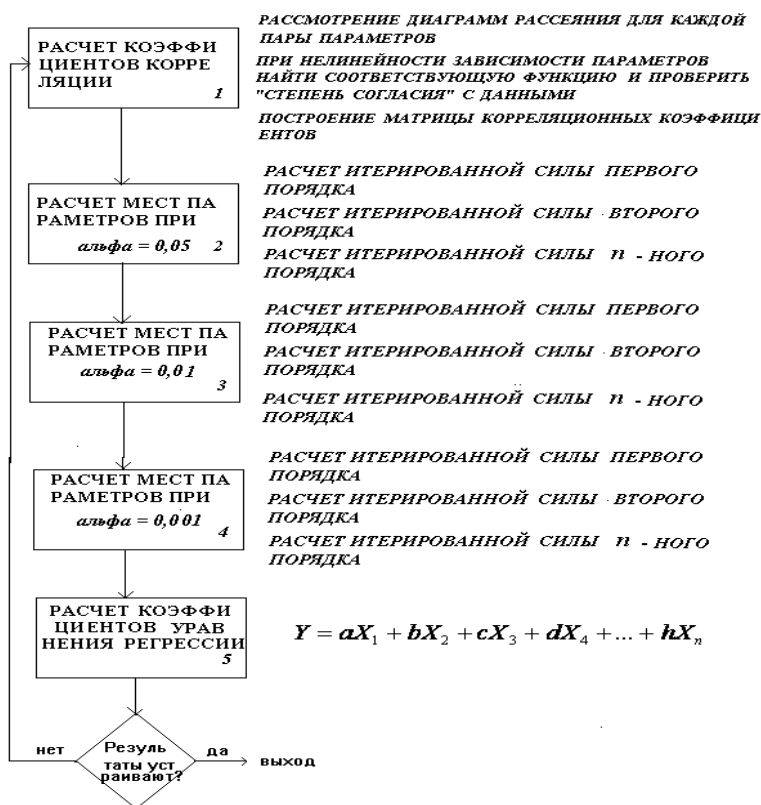 РАСЧЕТ КОЭФФИ
ЦИЕНТОВ КОРРЕ
ЛЯЦИИ
1
РАССМОТРЕНИЕ ДИАГРАММ РАССЕЯНИЯ ДЛЯ КАЖДОЙ
ПАРЫ ПАРАМЕТРОВ
ПРИ НЕЛИНЕЙНОСТИ ЗАВИСИМОСТИ ПАРАМЕТРОВ
НАЙТИ СООТВЕТСТВУЮЩУЮ ФУНКЦИЮ И ПРОВЕРИТЬ
"СТЕПЕНЬ СОГЛАСИЯ" С ДАННЫМИ
ПОСТРОЕНИЕ МАТРИЦЫ КОРРЕЛЯЦИОННЫХ КОЭФФИЦИ
ЕНТОВ
РАСЧЕТ МЕСТ ПА
РАМЕТРОВ ПРИ
альфа = 0,05 2
РАСЧЕТ ИТЕРИРОВАННОЙ СИЛЫ ПЕРВОГО
ПОРЯДКА
РАСЧЕТ ИТЕРИРОВАННОЙ СИЛЫ ВТОРОГО
ПОРЯДКА
РАСЧЕТ ИТЕРИРОВАННОЙ СИЛЫ n - НОГО
ПОРЯДКА
РАСЧЕТ МЕСТ ПА
РАМЕТРОВ ПРИ
альфа = 0,01
3
РАСЧЕТ ИТЕРИРОВАННОЙ СИЛЫ ПЕРВОГО
ПОРЯДКА
РАСЧЕТ ИТЕРИРОВАННОЙ СИЛЫ ВТОРОГО
ПОРЯДКА
РАСЧЕТ ИТЕРИРОВАННОЙ СИЛЫ n - НОГО
ПОРЯДКА
РАСЧЕТ МЕСТ ПА
РАМЕТРОВ ПРИ
альфа = 0,001
4
РАСЧЕТ ИТЕРИРОВАННОЙ СИЛЫ ПЕРВОГО
ПОРЯДКА
РАСЧЕТ ИТЕРИРОВАННОЙ СИЛЫ ВТОРОГО
ПОРЯДКА
РАСЧЕТ ИТЕРИРОВАННОЙ СИЛЫ n - НОГО
ПОРЯДКА
РАСЧЕТ КОЭФФИ
ЦИЕНТОВ УРАВ
НЕНИЯ РЕГРЕССИИ
5
Y = aX₁ + bX₂ + cX₃ + dX₄ + ... + hXₙ
Резуль
таты уст
раивают?
нет
да
выход